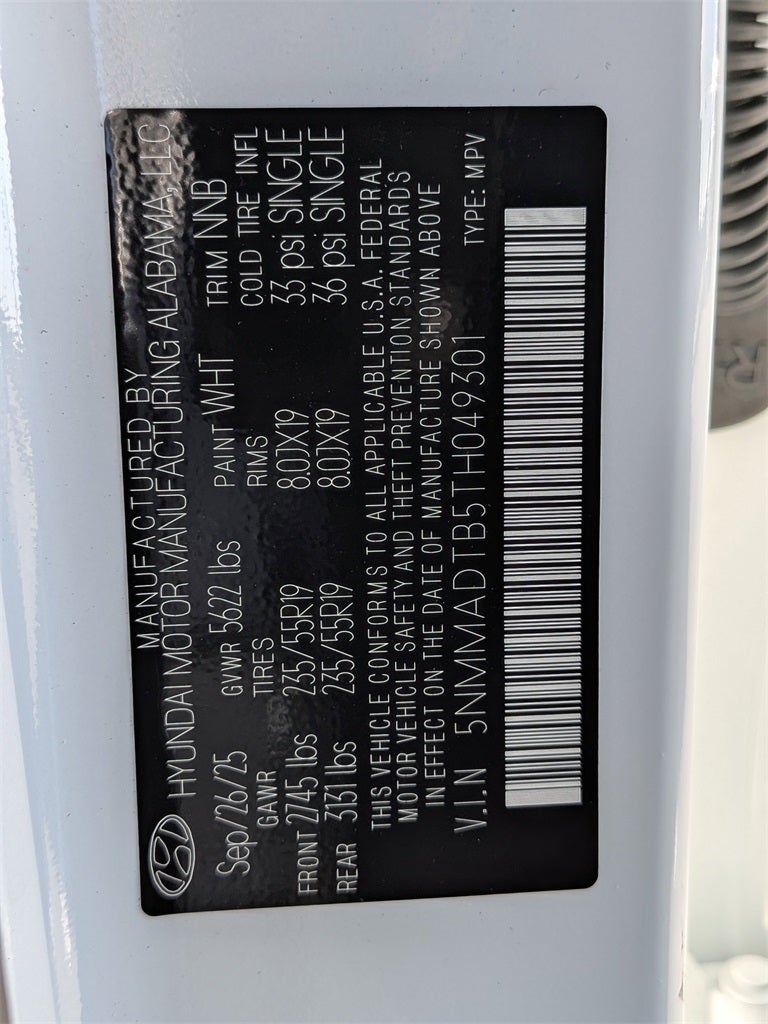 MANUFACTURED BY
HYUNDAI MOTOR MANUFACTURING ALABAMA, LLC
Sep/26/25 GVWR 5622 lbs PAINT WHT TRIM NNB
GAWR TIRES RIMS COLD TIRE INFL
FRONT 2745 lbs 235/55R19 8.0JX19 33 psi SINGLE
REAR 3131 lbs 235/55R19 8.0JX19 36 psi SINGLE
THIS VEHICLE CONFORMS TO ALL APPLICABLE U.S.A. FEDERAL
MOTOR VEHICLE SAFETY AND THEFT PREVENTION STANDARDS
IN EFFECT ON THE DATE OF MANUFACTURE SHOWN ABOVE
V.I.N 5NMMADTB5TH049301 TYPE: MPV